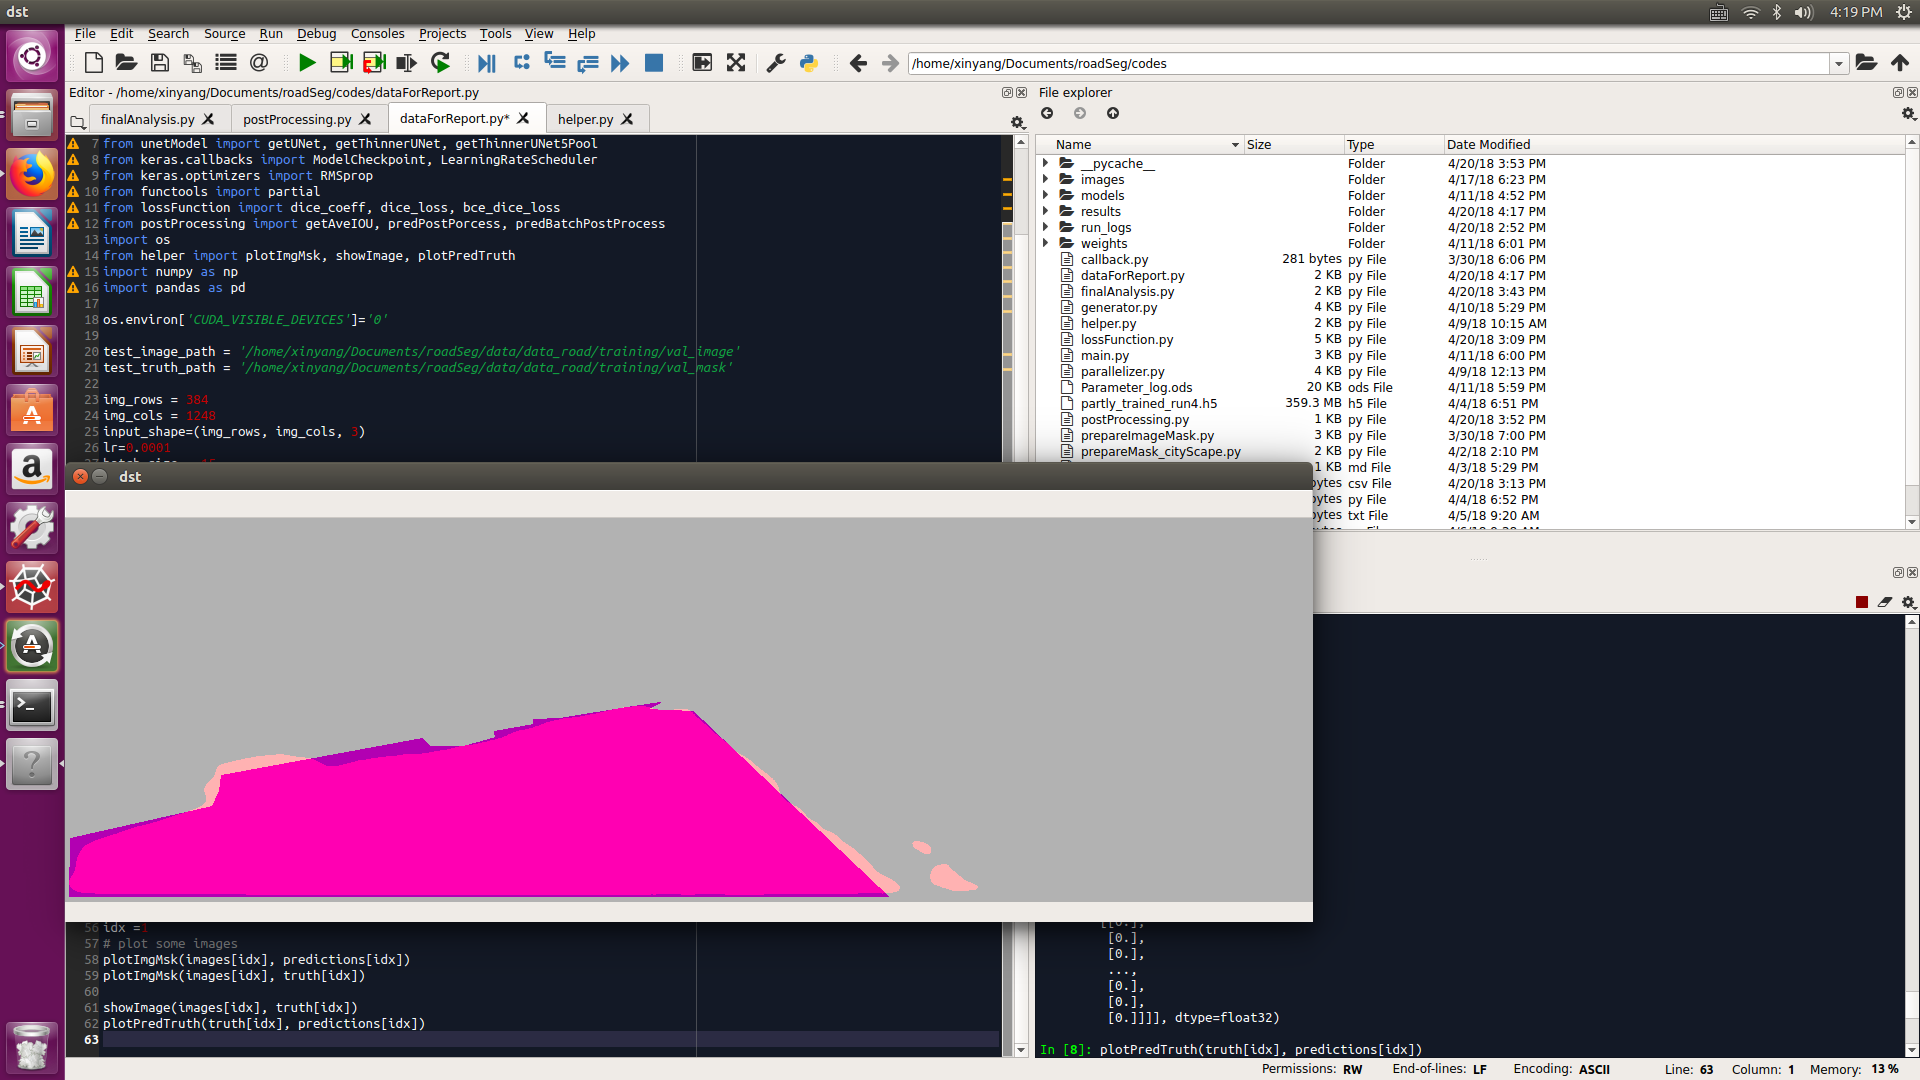 dst
4:19 PM
File Edit Search Source Run Debug Consoles Projects Tools View Help
/home/xinyang/Documents/roadSeg/codes
Editor - /home/xinyang/Documents/roadSeg/codes/dataForReport.py
finalAnalysis.py postProcessing.py dataForReport.py* helper.py
7 from unetModel import getUNet, getThinnerUNet, getThinnerUNet5Pool
8 from keras.callbacks import ModelCheckpoint, LearningRateScheduler
9 from keras.optimizers import RMSprop
10 from functools import partial
11 from lossFunction import dice_coeff, dice_loss, bce_dice_loss
12 from postProcessing import getAveIOU, predPostPorcess, predBatchPostProcess
13 import os
14 from helper import plotImgMsk, showImage, plotPredTruth
15 import numpy as np
16 import pandas as pd
17
18 os.environ['CUDA_VISIBLE_DEVICES']='0'
19
20 test_image_path = '/home/xinyang/Documents/roadSeg/data/data_road/training/val_image'
21 test_truth_path = '/home/xinyang/Documents/roadSeg/data/data_road/training/val_mask'
22
23 img_rows = 384
24 img_cols = 1248
25 input_shape=(img_rows, img_cols, 3)
26 lr=0.0001
dst
56 idx =1
57 # plot some images
58 plotImgMsk(images[idx], predictions[idx])
59 plotImgMsk(images[idx], truth[idx])
60
61 showImage(images[idx], truth[idx])
62 plotPredTruth(truth[idx], predictions[idx])
63
File explorer
Name Size Type Date Modified
__pycache__ Folder 4/20/18 3:53 PM
images Folder 4/17/18 6:23 PM
models Folder 4/11/18 4:52 PM
results Folder 4/20/18 4:17 PM
run_logs Folder 4/20/18 2:52 PM
weights Folder 4/11/18 6:01 PM
callback.py 281 bytes py File 3/30/18 6:06 PM
dataForReport.py 2 KB py File 4/20/18 4:17 PM
finalAnalysis.py 2 KB py File 4/20/18 3:43 PM
generator.py 4 KB py File 4/10/18 5:29 PM
helper.py 2 KB py File 4/9/18 10:15 AM
lossFunction.py 5 KB py File 4/20/18 3:09 PM
main.py 3 KB py File 4/11/18 6:00 PM
parallelizer.py 4 KB py File 4/9/18 12:13 PM
Parameter_log.ods 20 KB ods File 4/11/18 5:59 PM
partly_trained_run4.h5 359.3 MB h5 File 4/4/18 6:51 PM
postProcessing.py 1 KB py File 4/20/18 3:52 PM
prepareImageMask.py 3 KB py File 3/30/18 7:00 PM
prepareMask_cityScape.py 2 KB py File 4/2/18 2:10 PM
1 KB md File 4/3/18 5:29 PM
bytes csv File 4/20/18 3:13 PM
bytes py File 4/4/18 6:52 PM
bytes txt File 4/5/18 9:20 AM
[[0.],
[0.],
[0.],
...,
[0.],
[0.],
[0.]]]], dtype=float32)
In [8]: plotPredTruth(truth[idx], predictions[idx])
Permissions: RW End-of-lines: LF Encoding: ASCII Line: 63 Column: 1 Memory: 13 %